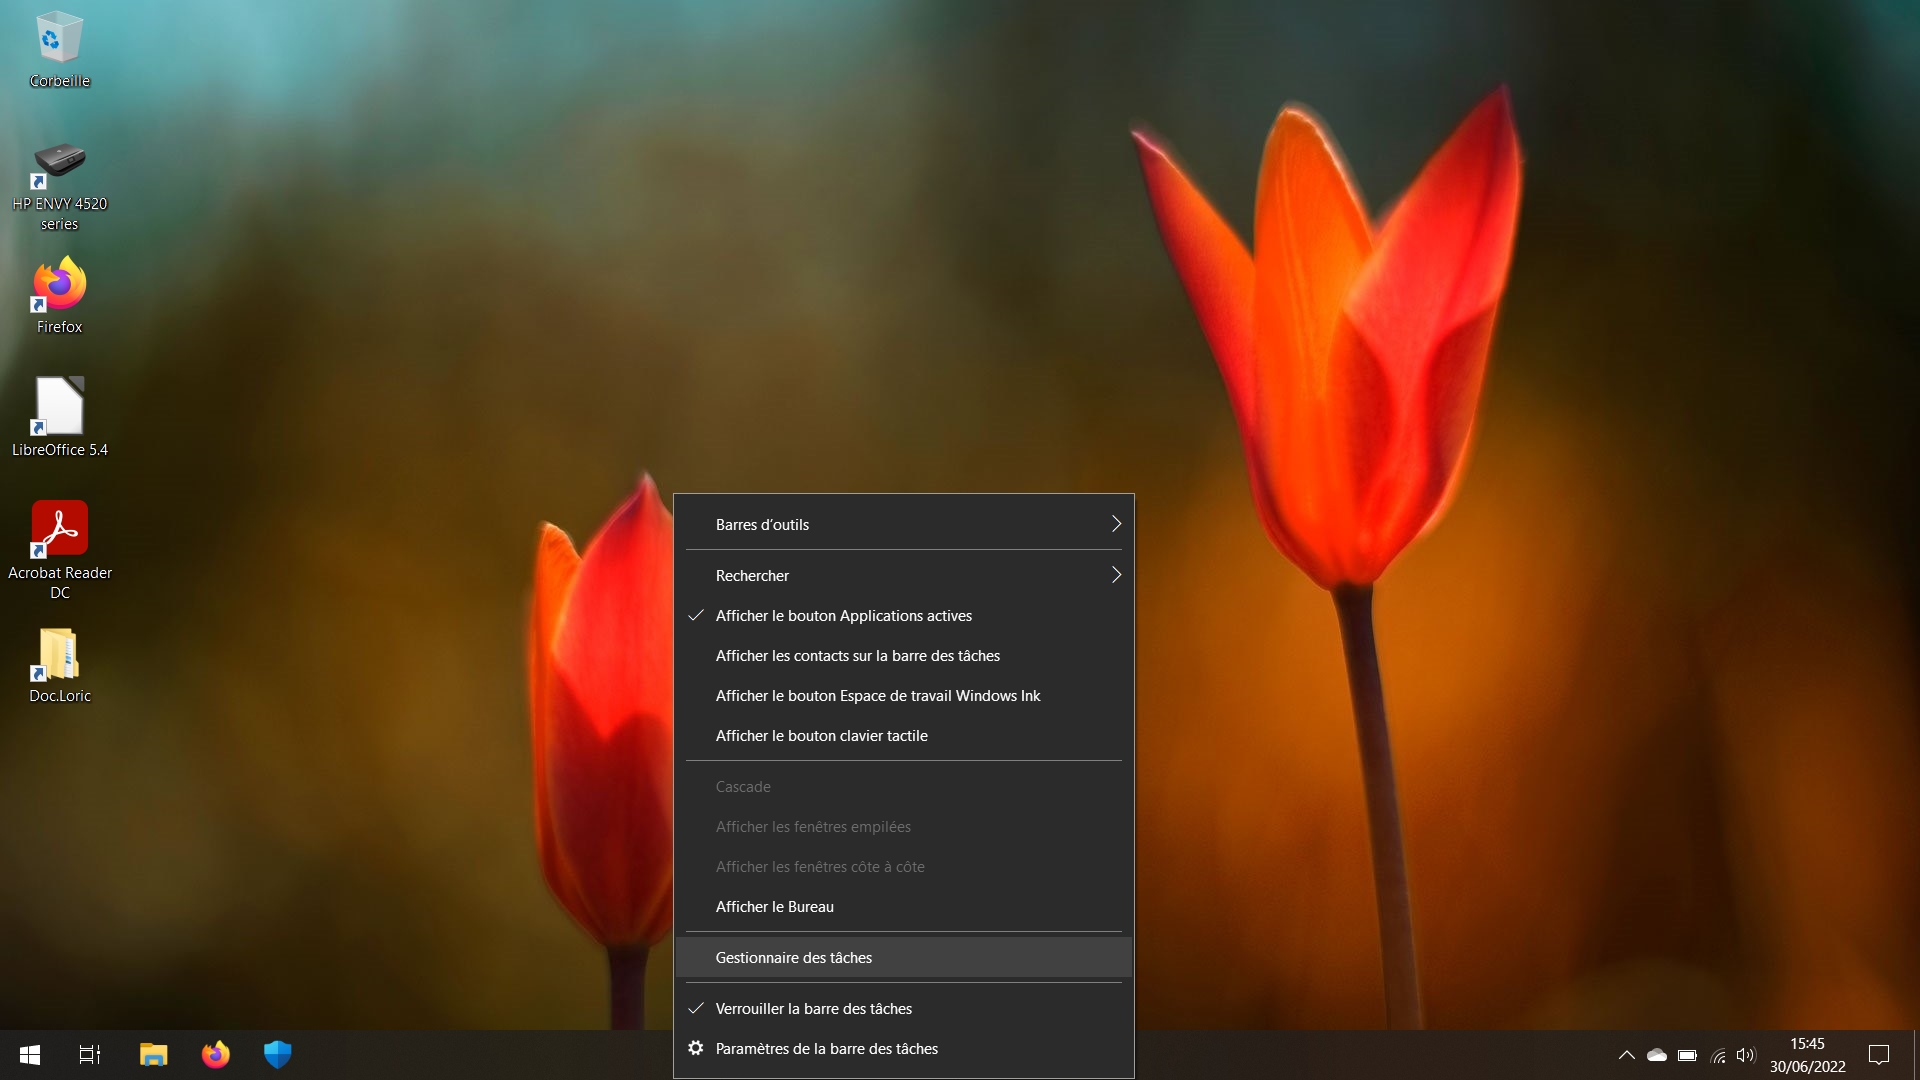 Corbeille
HP ENVY 4520
series
Firefox
LibreOffice 5.4
Acrobat Reader
DC
Doc.Loric
Barres d’outils
Rechercher
Afficher le bouton Applications actives
Afficher les contacts sur la barre des tâches
Afficher le bouton Espace de travail Windows Ink
Afficher le bouton clavier tactile
Cascade
Afficher les fenêtres empilées
Afficher les fenêtres côte à côte
Afficher le Bureau
Gestionnaire des tâches
Verrouiller la barre des tâches
Paramètres de la barre des tâches
15:45
30/06/2022